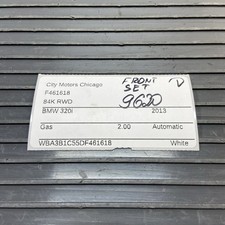 City Motors Chicago
FRONT
F461618
SET
84K RWD
9620
BMW 320i
2013
Gas
2.00
Automatic
WBA3B1C55DF461618
White